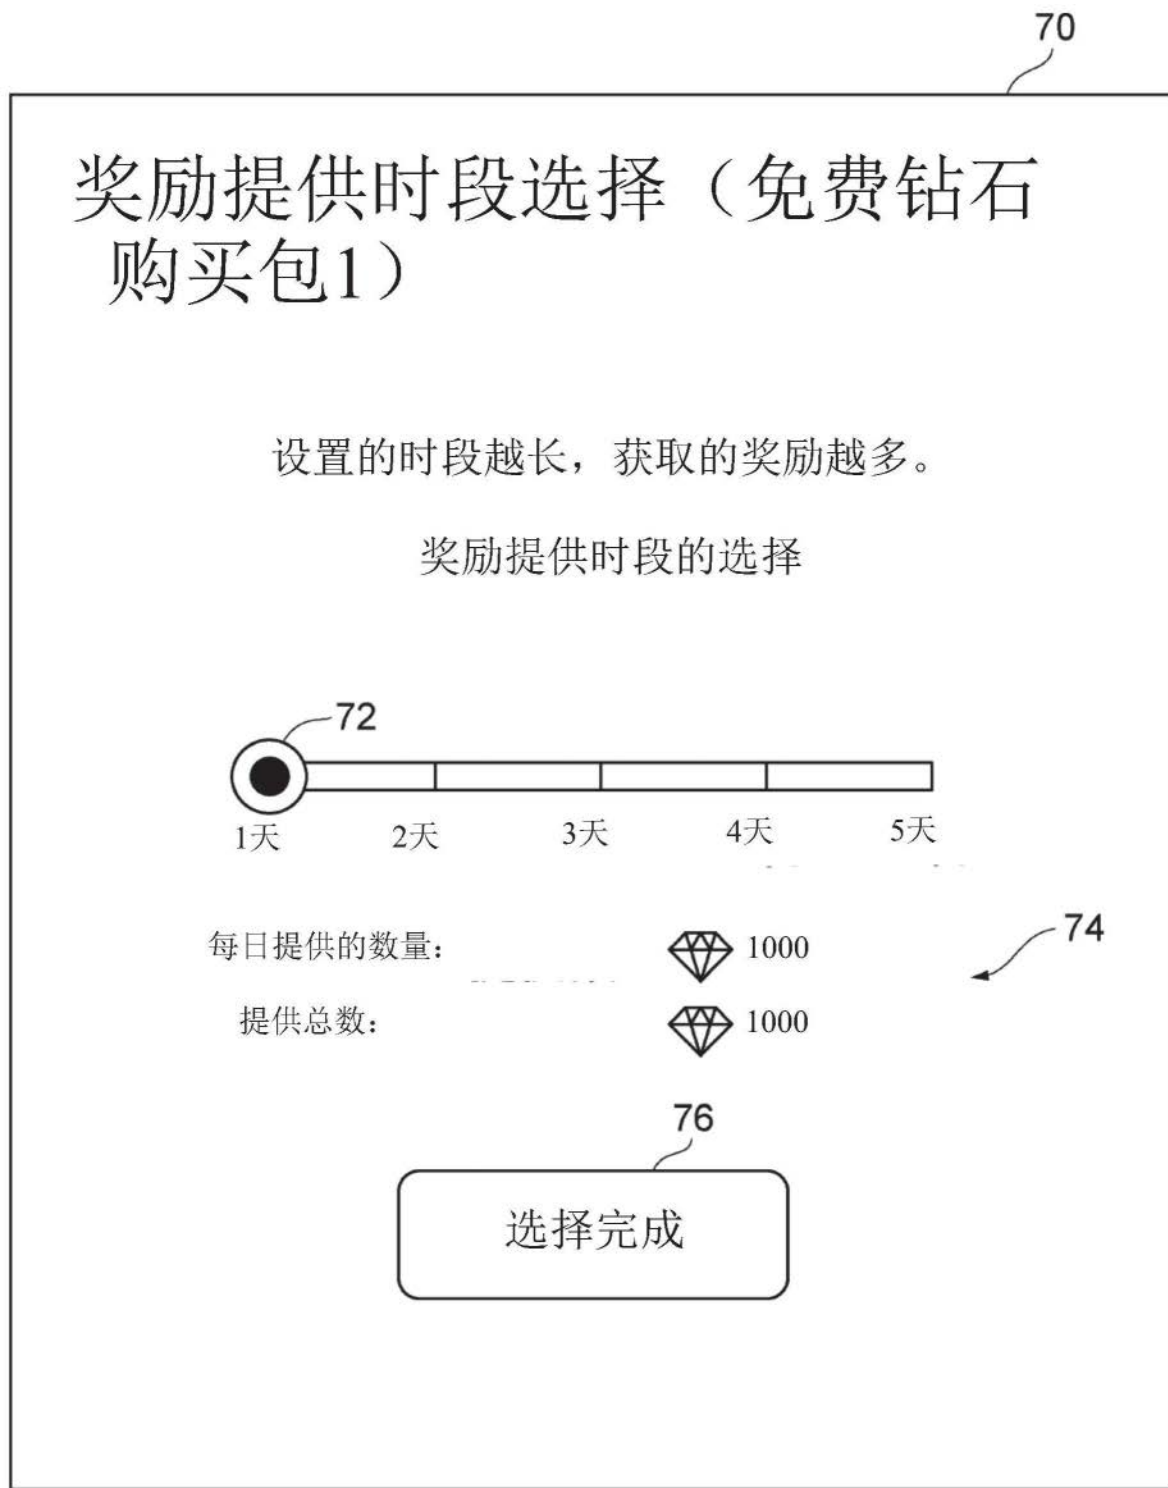 70
奖励提供时段选择（免费钻石
购买包1）
设置的时段越长，获取的奖励越多。
奖励提供时段的选择
72
1天 2天 3天 4天 5天
每日提供的数量： 1000
74
提供总数： 1000
76
选择完成